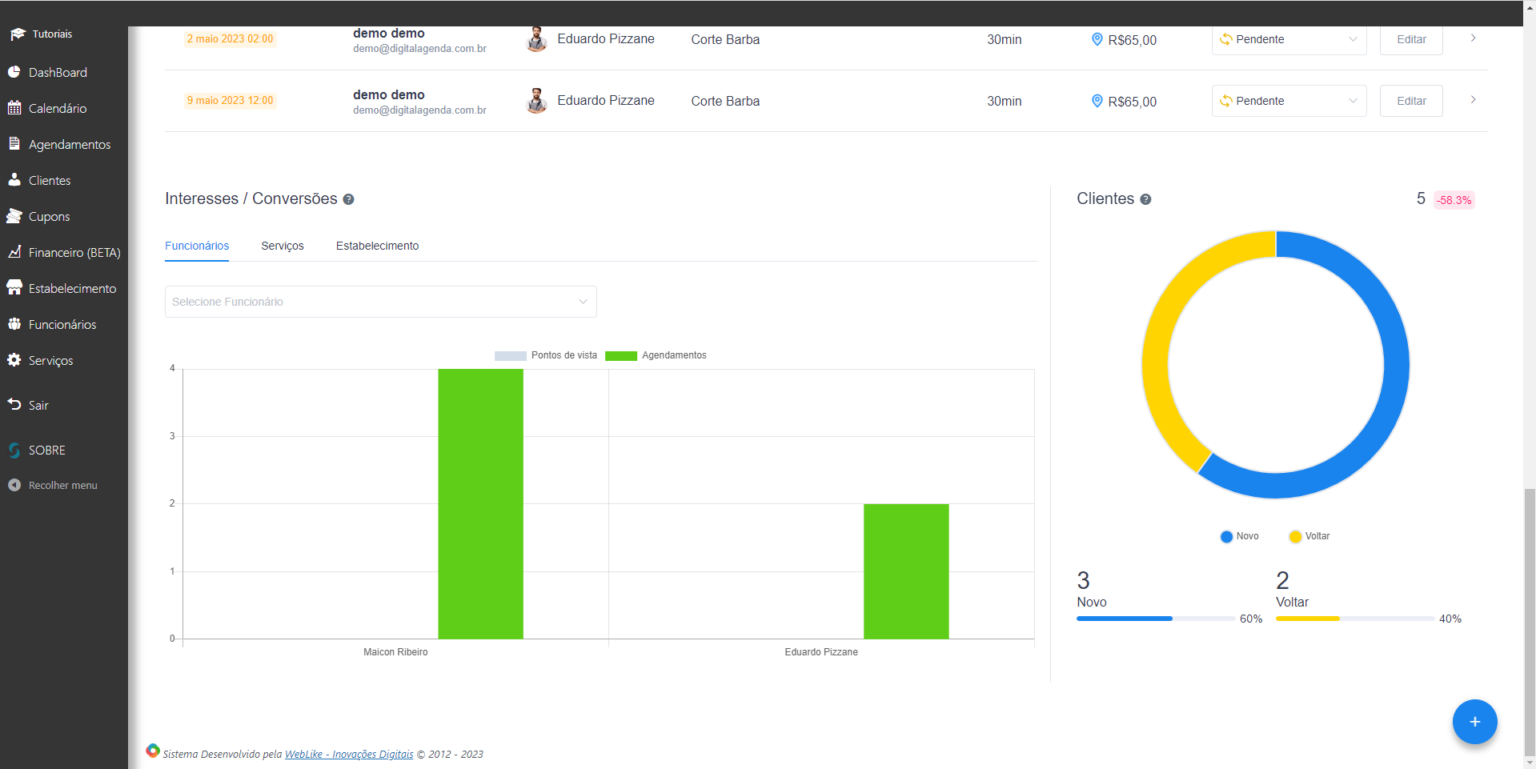 Tutoriais
DashBoard
Calendário
Agendamentos
Clientes
Cupons
Financeiro (BETA)
Estabelecimento
Funcionários
Serviços
Sair
SOBRE
Recolher menu
2 maio 2023 02:00 demo demo Eduardo Pizzane Corte Barba 30min R$65,00 Pendente Editar
demo@digitalagenda.com.br
9 maio 2023 12:00 demo demo Eduardo Pizzane Corte Barba 30min R$65,00 Pendente Editar
demo@digitalagenda.com.br
Interesses / Conversões ?
Funcionários Serviços Estabelecimento
Selecione Funcionário
Pontos de vista Agendamentos
4
3
2
1
0
Maicon Ribeiro Eduardo Pizzane
Clientes ? 5 -58.3%
Novo Voltar
3 2
Novo Voltar
60% 40%
+
Sistema Desenvolvido pela WebLike - Inovações Digitais © 2012 - 2023